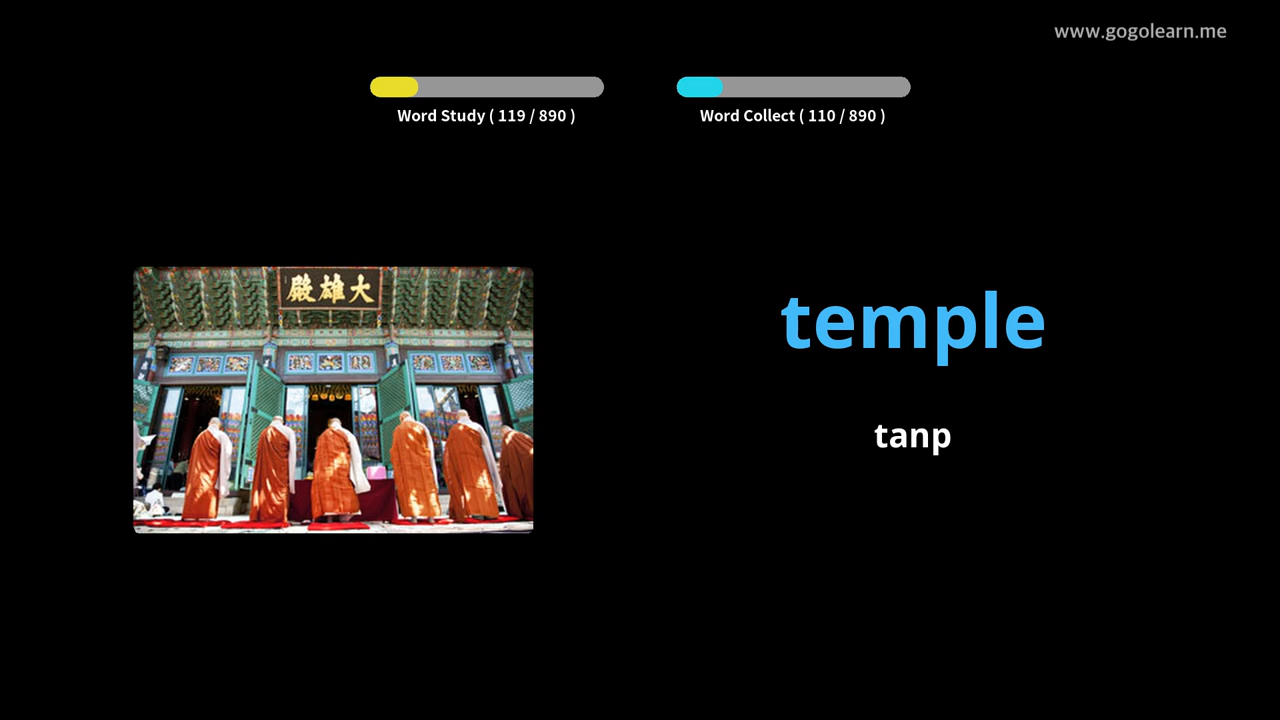 www.gogolearn.me
Word Study ( 119 / 890 )
Word Collect ( 110 / 890 )
殿雄大
temple
tanp